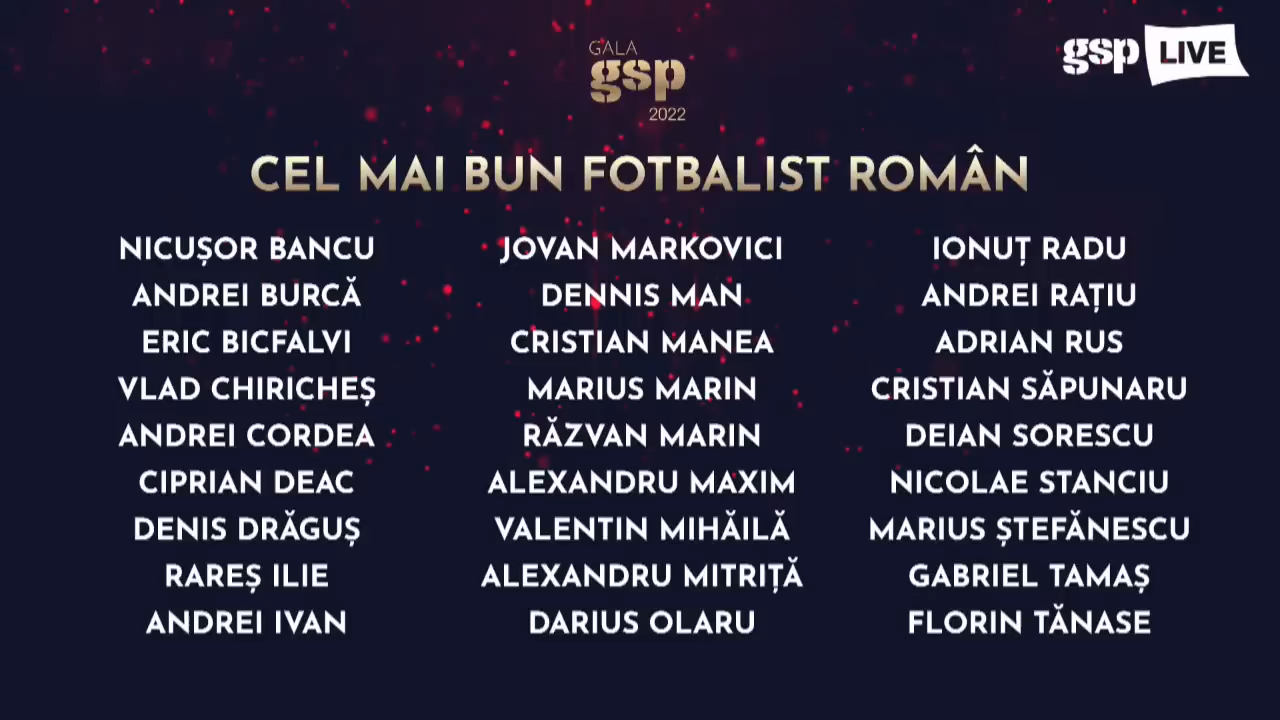 GALA
gsp
2022
gsp LIVE
CEL MAI BUN FOTBALIST ROMÂN
NICUȘOR BANCU
ANDREI BURCĂ
ERIC BICFALVI
VLAD CHIRICHEȘ
ANDREI CORDEA
CIPRIAN DEAC
DENIS DRĂGUȘ
RAREȘ ILIE
ANDREI IVAN
JOVAN MARKOVICI
DENNIS MAN
CRISTIAN MANEA
MARIUS MARIN
RĂZVAN MARIN
ALEXANDRU MAXIM
VALENTIN MIHĂILĂ
ALEXANDRU MITRIȚĂ
DARIUS OLARU
IONUȚ RADU
ANDREI RAȚIU
ADRIAN RUS
CRISTIAN SĂPUNARU
DEIAN SORESCU
NICOLAE STANCIU
MARIUS ȘTEFĂNESCU
GABRIEL TAMAȘ
FLORIN TĂNASE